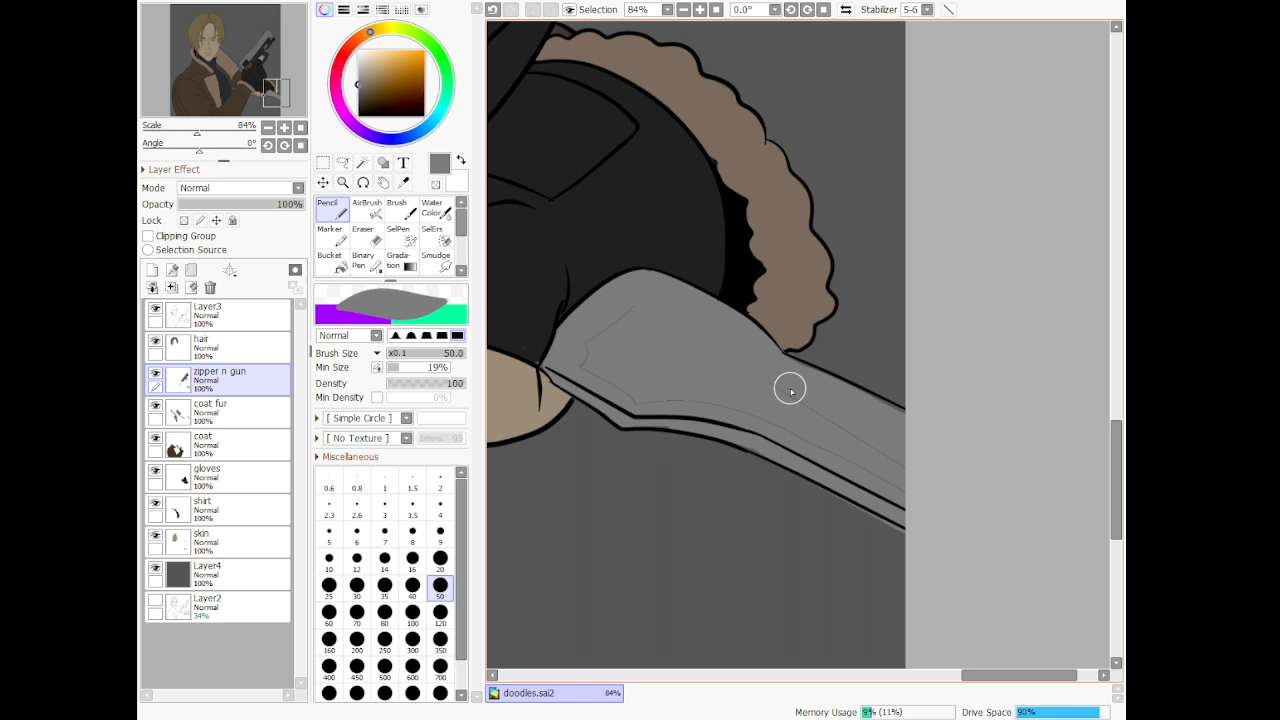 Selection
84%
0.0°
Stabilizer
S-6
Scale
84%
Angle
0°
Layer Effect
Mode
Normal
Opacity
100%
Lock
Clipping Group
Selection Source
Layer3
Normal
100%
hair
Normal
100%
zipper n gun
Normal
100%
coat fur
Normal
100%
coat
Normal
100%
gloves
Normal
100%
shirt
Normal
100%
skin
Normal
100%
Layer4
Normal
100%
Layer2
Normal
34%
T
Pencil
AirBrush
Brush
Water
Color
Marker
Eraser
SelPen
SelErs
Bucket
Binary
Pen
Grada-
tion
Smudge
Normal
Brush Size
x0.1
50.0
Min Size
19%
Density
100
Min Density
0%
[ Simple Circle ]
[ No Texture ]
Intens.
95
Miscellaneous
0.6 0.8 1 1.5 2
2.3 2.6 3 3.5 4
5 6 7 8 9
10 12 14 16 20
25 30 35 40 50
60 70 80 100 120
160 200 250 300 350
400 450 500 600 700
doodles.sai2
84%
Memory Usage
9% (11%)
Drive Space
90%